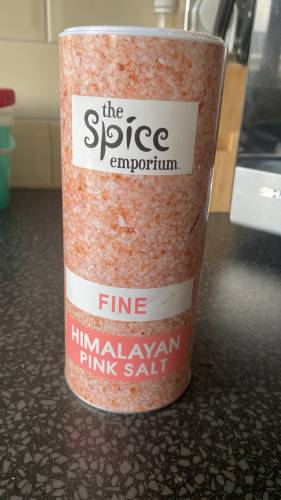 the
Spice
emporium
FINE
HIMALAYAN
PINK SALT